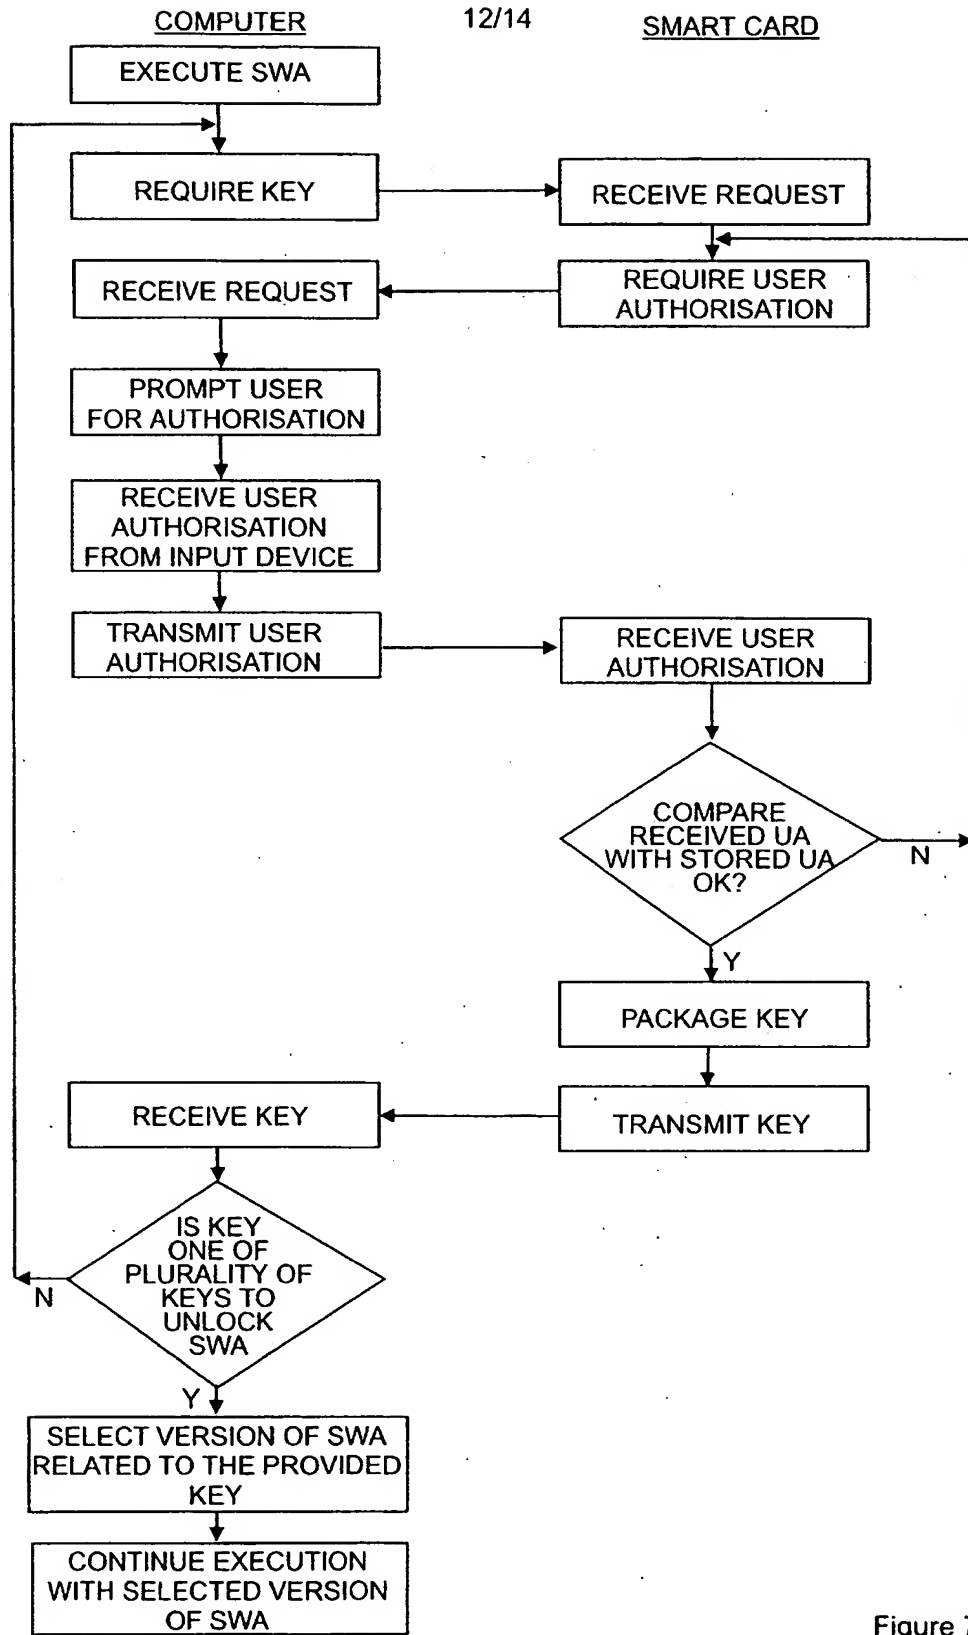 COMPUTER
12/14
SMART CARD
EXECUTE SWA
REQUIRE KEY
RECEIVE REQUEST
RECEIVE REQUEST
REQUIRE USER
AUTHORISATION
PROMPT USER
FOR AUTHORISATION
RECEIVE USER
AUTHORISATION
FROM INPUT DEVICE
TRANSMIT USER
AUTHORISATION
RECEIVE USER
AUTHORISATION
COMPARE
RECEIVED UA
WITH STORED UA
OK?
N
Y
PACKAGE KEY
RECEIVE KEY
TRANSMIT KEY
IS KEY
ONE OF
PLURALITY OF
KEYS TO
UNLOCK
SWA
N
Y
SELECT VERSION OF SWA
RELATED TO THE PROVIDED
KEY
CONTINUE EXECUTION
WITH SELECTED VERSION
OF SWA
Figure 7